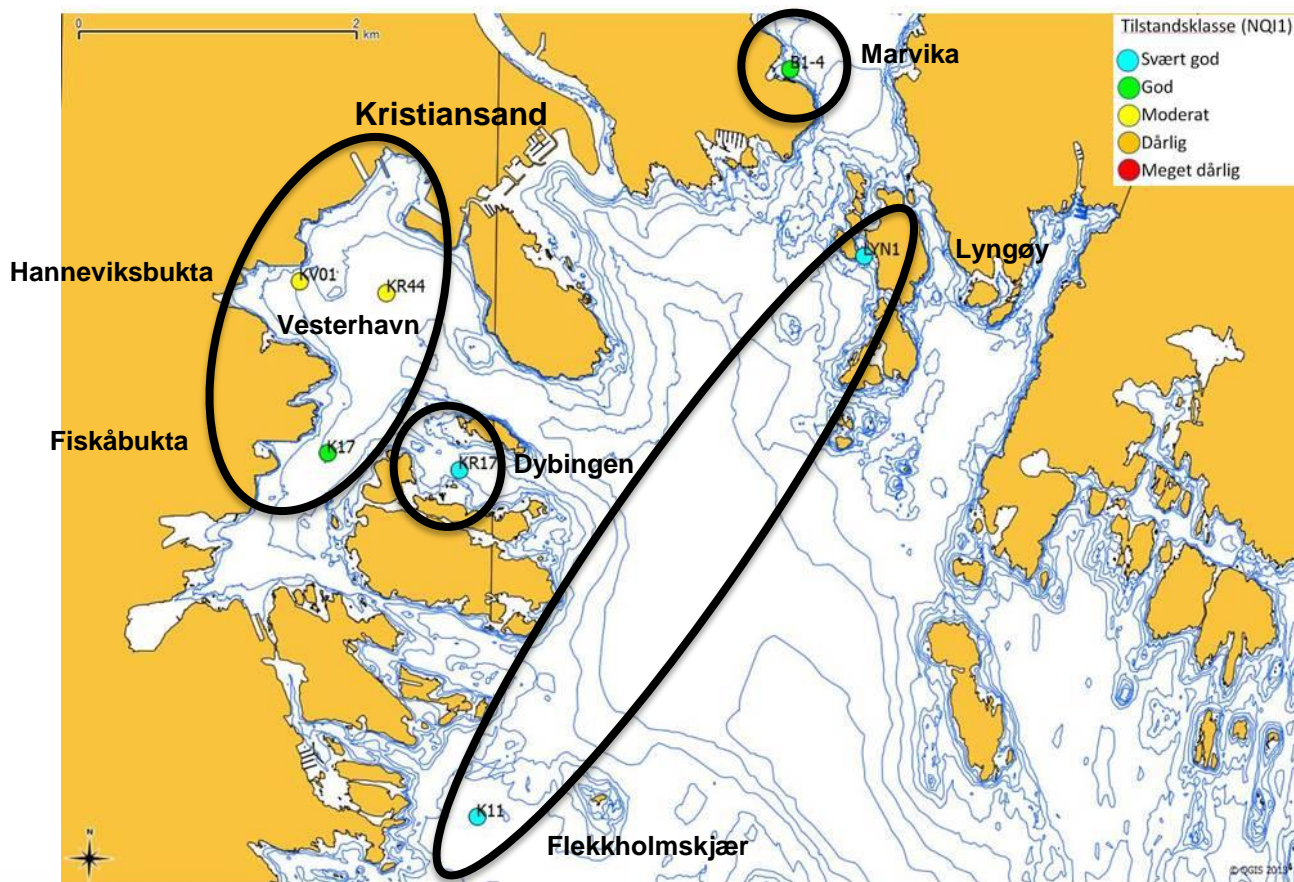 0 2
km
Tilstandsklasse (NQI1)
Svært god
God
Moderat
Dårlig
Meget dårlig
B1-4
Marvika
Kristiansand
LYN1
Lyngøy
Hanneviksbukta
KV01
KR44
Vesterhavn
Fiskåbukta
K17
KR17
Dybingen
K11
Flekkholmskjær
N
© QGIS 2013